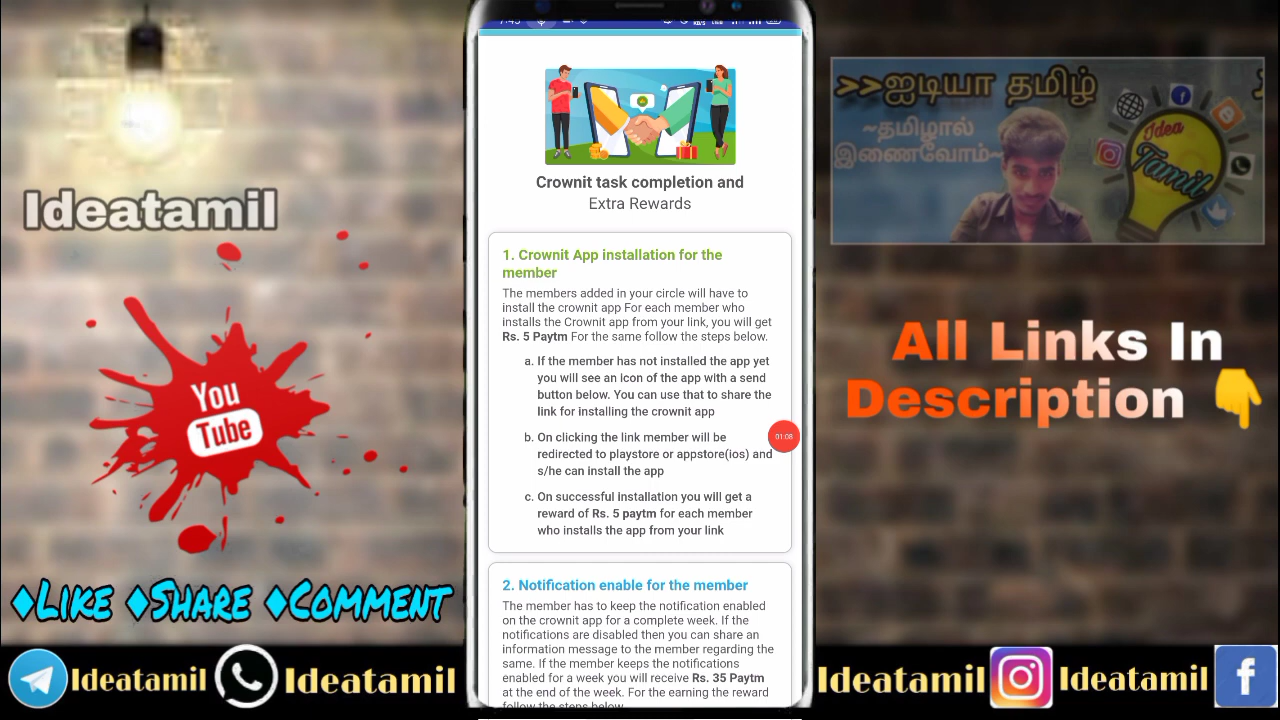 Ideatamil
You
Tube
♦LIKE ♦SHARE ♦COMMENT
Ideatamil
Ideatamil
7:45
Crownit task completion and
Extra Rewards
1. Crownit App installation for the
member
The members added in your circle will have to
install the crownit app For each member who
installs the Crownit app from your link, you will get
Rs. 5 Paytm For the same follow the steps below.
a. If the member has not installed the app yet
you will see an icon of the app with a send
button below. You can use that to share the
link for installing the crownit app
b. On clicking the link member will be
redirected to playstore or appstore(ios) and
s/he can install the app
c. On successful installation you will get a
reward of Rs. 5 paytm for each member
who installs the app from your link
01:08
2. Notification enable for the member
The member has to keep the notification enabled
on the crownit app for a complete week. If the
notifications are disabled then you can share an
information message to the member regarding the
same. If the member keeps the notifications
enabled for a week you will receive Rs. 35 Paytm
at the end of the week. For the earning the reward
follow the steps below
>>ஐடியா தமிழ்
~தமிழால்
இணைவோம்~
Idea
Tamil
All Links In
Description 👇
Ideatamil
Ideatamil